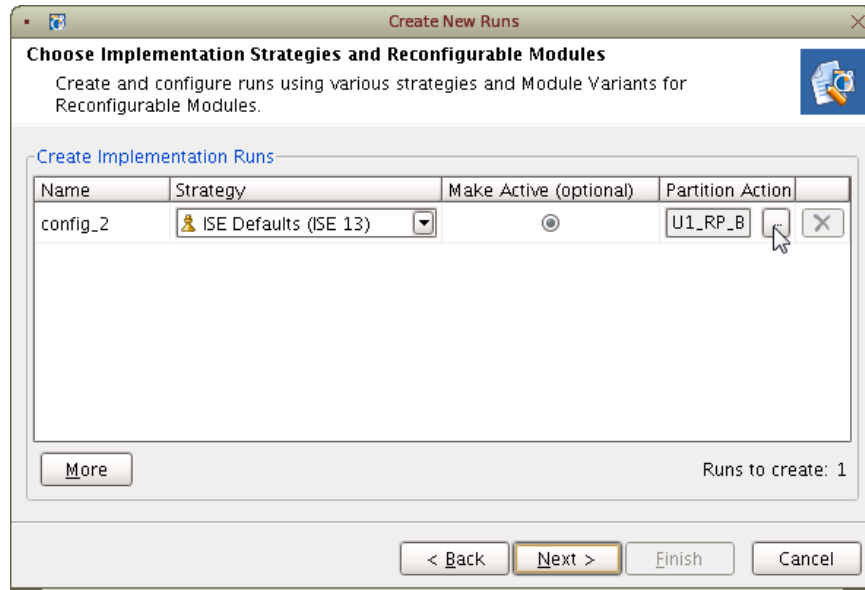 Create New Runs
Choose Implementation Strategies and Reconfigurable Modules
Create and configure runs using various strategies and Module Variants for
Reconfigurable Modules.
Create Implementation Runs
Name Strategy Make Active (optional) Partition Action
config_2 ISE Defaults (ISE 13) U1_RP_B ...
More Runs to create: 1
< Back Next > Finish Cancel